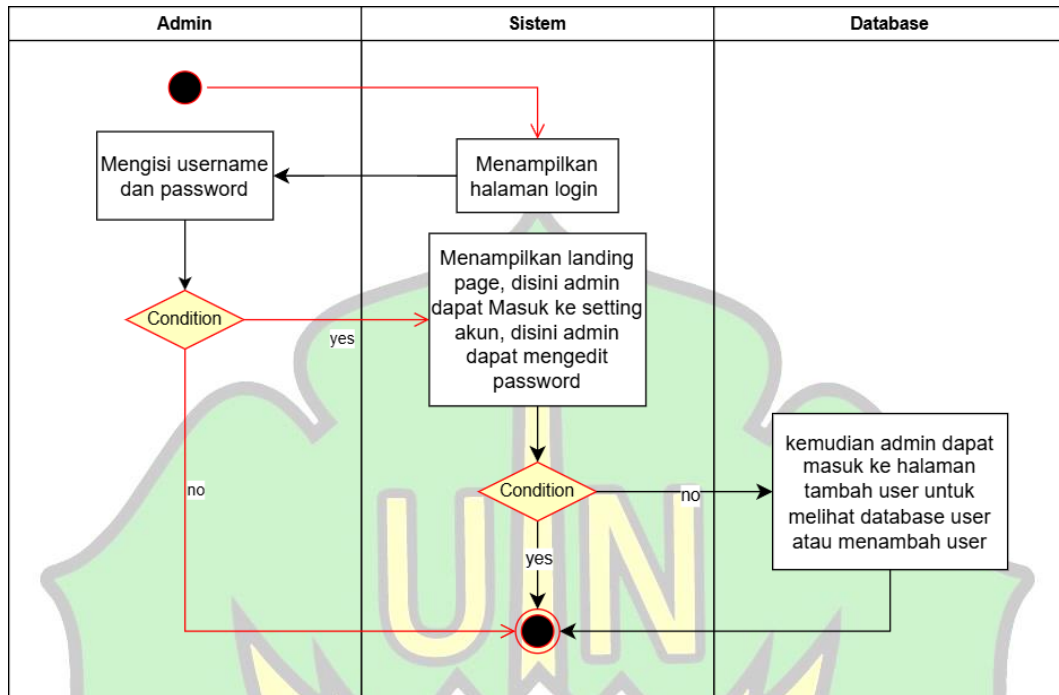 Admin
Sistem
Database
Mengisi username
dan password
Menampilkan
halaman login
Menampilkan landing
page, disini admin
dapat Masuk ke setting
akun, disini admin
dapat mengedit
password
Condition
yes
no
Condition
no
yes
kemudian admin dapat
masuk ke halaman
tambah user untuk
melihat database user
atau menambah user
UIN